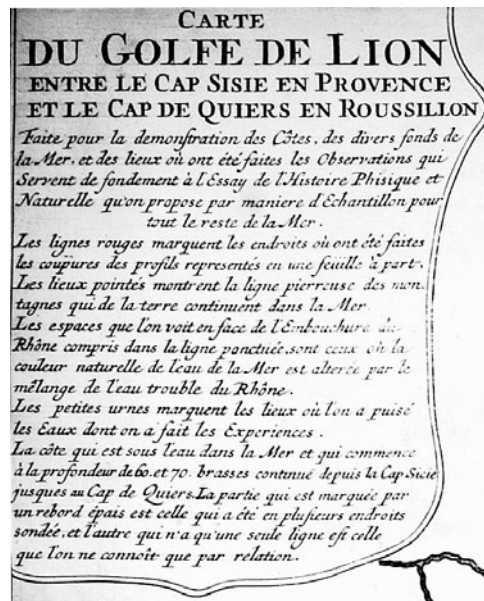 CARTE
DU GOLFE DE LION
ENTRE LE CAP SISIE EN PROVENCE
ET LE CAP DE QUIERS EN ROUSSILLON
Faite pour la demonſtration des Côtes, des divers fonds de
la Mer, et des lieux où ont été faites les Observations qui
Servent de fondement à l'Essay de l'Histoire Phisique et
Naturelle qu'on propose par maniere d'Echantillon pour
tout le reste de la Mer.
Les lignes rouges marquent les endroits où ont été faites
les coupures des profils representés en une feuille à part.
Les lieux pointés montrent la ligne pierreuse des mon-
tagnes qui de la terre continuent dans la Mer.
Les espaces que l'on voit en face de l'Embouchure du
Rhône compris dans la ligne ponctuée, sont ceux où la
couleur naturelle de l'eau de la Mer est alterée par le
mêlange de l'eau trouble du Rhône.
Les petites urnes marquent les lieux où l'on a puisé
les Eaux dont on a fait les Experiences.
La côte qui est sous l'eau dans la Mer et qui commence
à la profondeur de 60. et 70. brasses continue depuis la Cap Sicie
jusques au Cap de Quiers. La partie qui est marquée par
un rebord épais est celle qui a été en pluſieurs endroits
sondée, et l'autre qui n'a qu'une seule ligne eſt celle
que l'on ne connoît que par relation.